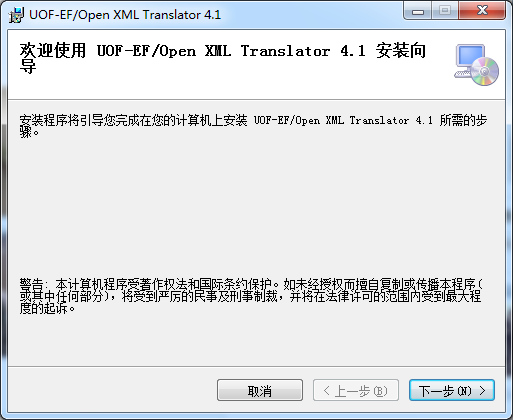 UOF-EF/Open XML Translator 4.1
欢迎使用 UOF-EF/Open XML Translator 4.1 安装向
导
安装程序将引导您完成在您的计算机上安装 UOF-EF/Open XML Translator 4.1 所需的步
骤。
警告: 本计算机程序受著作权法和国际条约保护。如未经授权而擅自复制或传播本程序(
或其中任何部分)，将受到严厉的民事及刑事制裁，并将在法律许可的范围内受到最大程
度的起诉。
取消
< 上一步(B)
下一步(N) >